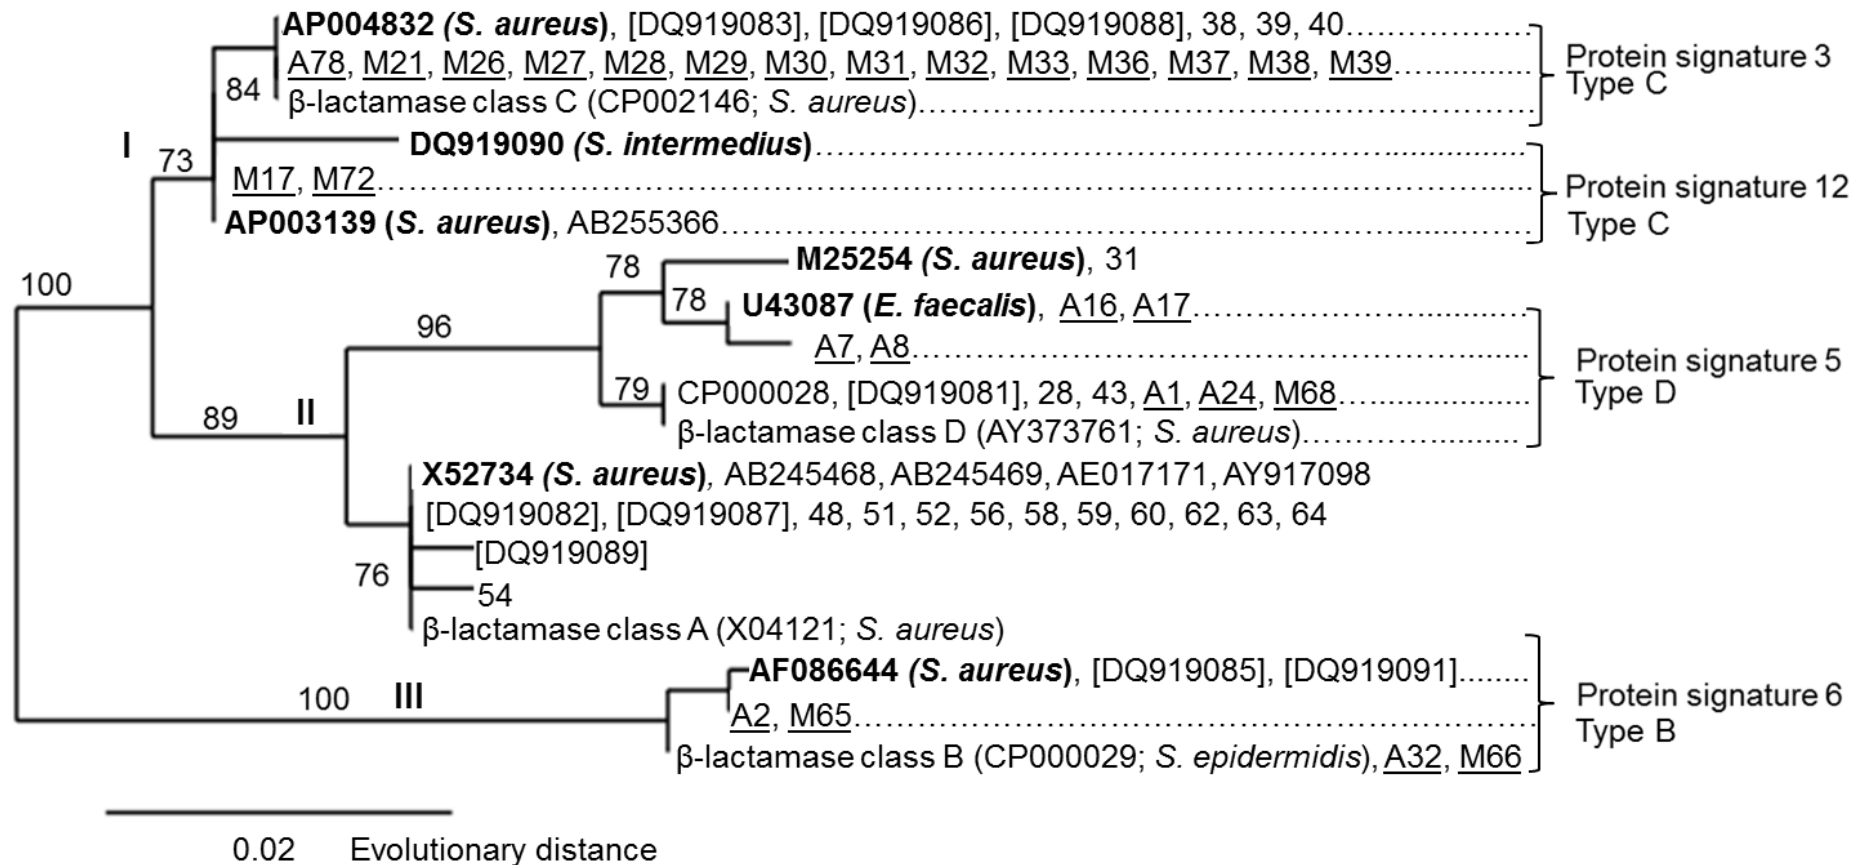 AP004832 (S. aureus), [DQ919083], [DQ919086], [DQ919088], 38, 39, 40
A78, M21, M26, M27, M28, M29, M30, M31, M32, M33, M36, M37, M38, M39
Protein signature 3
Type C
84
β-lactamase class C (CP002146; S. aureus)
I
73
DQ919090 (S. intermedius)
M17, M72
Protein signature 12
Type C
AP003139 (S. aureus), AB255366
78
M25254 (S. aureus), 31
100
78
U43087 (E. faecalis), A16, A17
96
A7, A8
Protein signature 5
Type D
79
CP000028, [DQ919081], 28, 43, A1, A24, M68
89
II
β-lactamase class D (AY373761; S. aureus)
X52734 (S. aureus), AB245468, AB245469, AE017171, AY917098
[DQ919082], [DQ919087], 48, 51, 52, 56, 58, 59, 60, 62, 63, 64
[DQ919089]
76
54
β-lactamase class A (X04121; S. aureus)
AF086644 (S. aureus), [DQ919085], [DQ919091]
100
III
A2, M65
Protein signature 6
Type B
β-lactamase class B (CP000029; S. epidermidis), A32, M66
0.02 Evolutionary distance